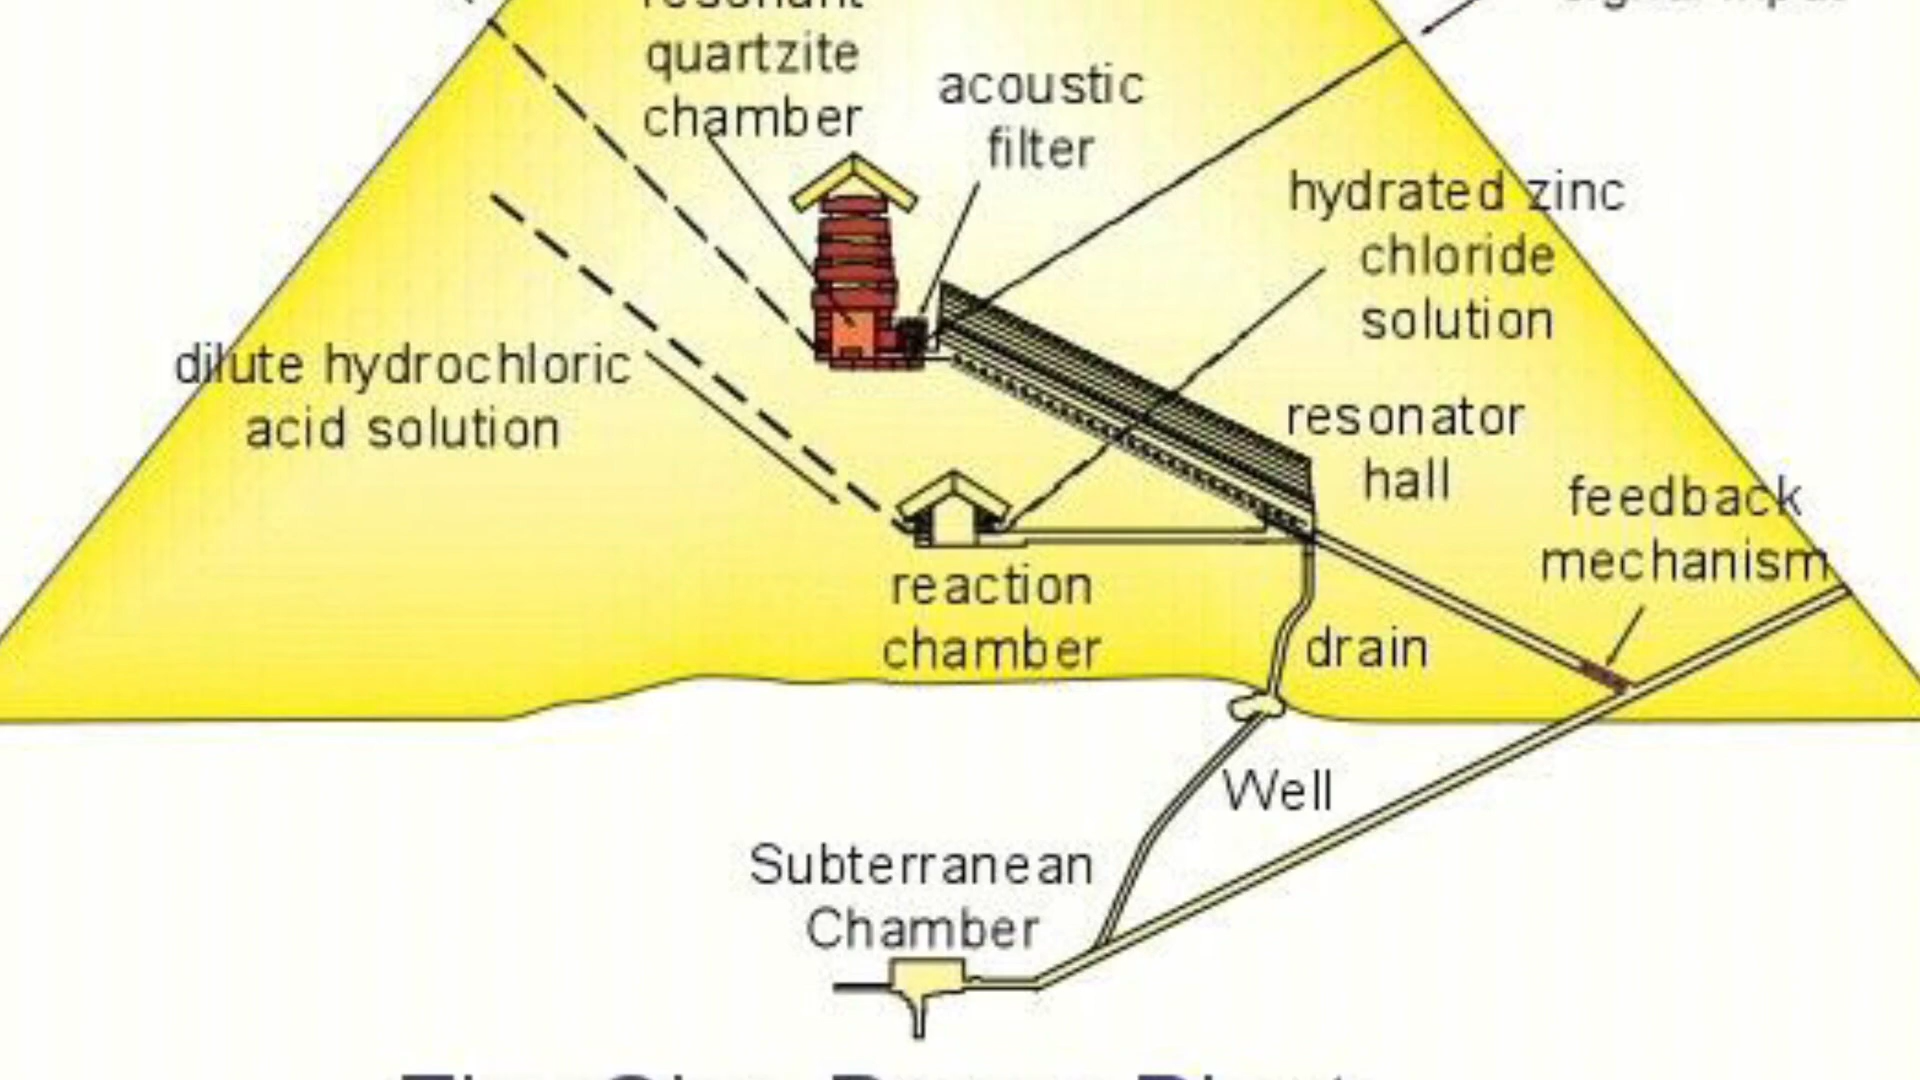 resonant
quartzite
chamber
acoustic
filter
hydrated zinc
chloride
solution
dilute hydrochloric
acid solution
resonator
hall
feedback
mechanism
reaction
chamber
drain
Well
Subterranean
Chamber